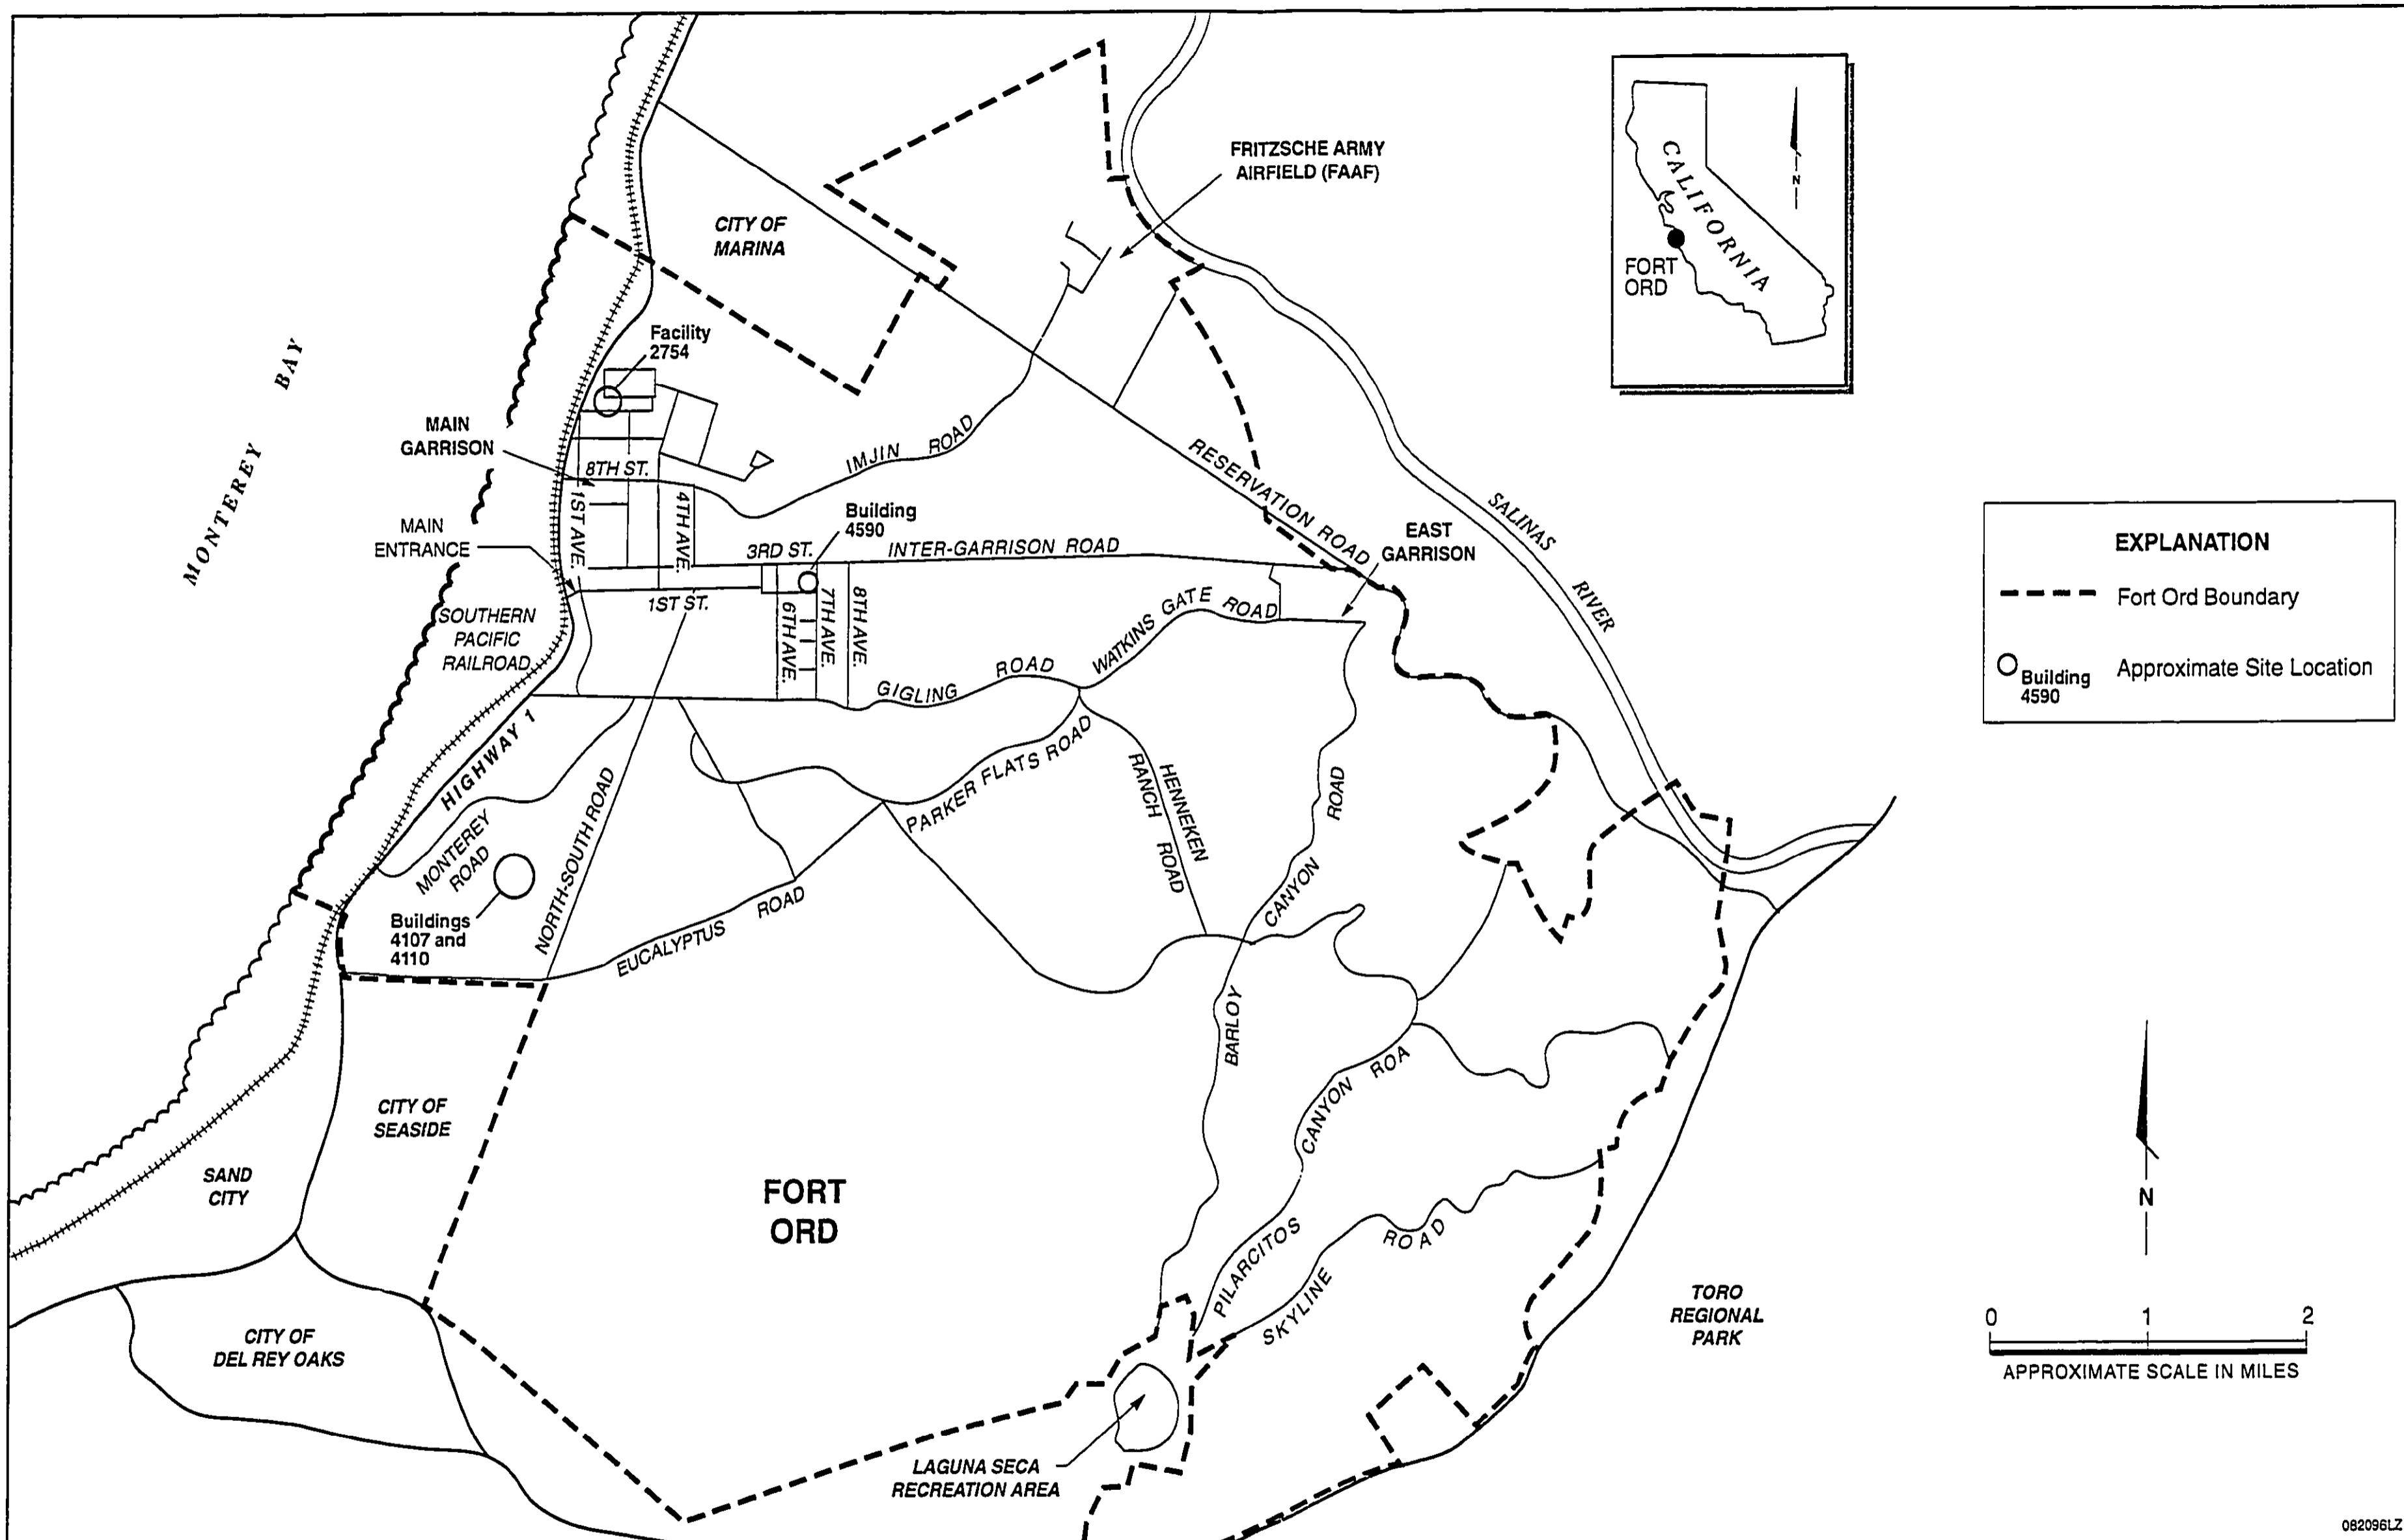 FRITZSCHE ARMY
AIRFIELD (FAAF)
CITY OF
MARINA
CALIFORNIA
N
FORT
ORD
Facility
2754
MONTEREY BAY
MAIN
GARRISON
8TH ST.
IMJIN ROAD
RESERVATION ROAD
1ST AVE.
4TH AVE.
Building
4590
MAIN
ENTRANCE
3RD ST.
INTER-GARRISON ROAD
EAST
GARRISON
SALINAS RIVER
EXPLANATION
Fort Ord Boundary
Building
4590
Approximate Site Location
1ST ST.
6TH AVE.
7TH AVE.
8TH AVE.
SOUTHERN
PACIFIC
RAILROAD
WATKINS GATE ROAD
GIGLING ROAD
HIGHWAY 1
PARKER FLATS ROAD
HENNEKEN
RANCH ROAD
MONTEREY
ROAD
NORTH-SOUTH ROAD
Buildings
4107 and
4110
EUCALYPTUS ROAD
BARLOY CANYON ROAD
CITY OF
SEASIDE
SAND
CITY
FORT
ORD
PILARCITOS CANYON ROA
SKYLINE ROAD
TORO
REGIONAL
PARK
N
0 1 2
APPROXIMATE SCALE IN MILES
CITY OF
DEL REY OAKS
LAGUNA SECA
RECREATION AREA
082096LZ